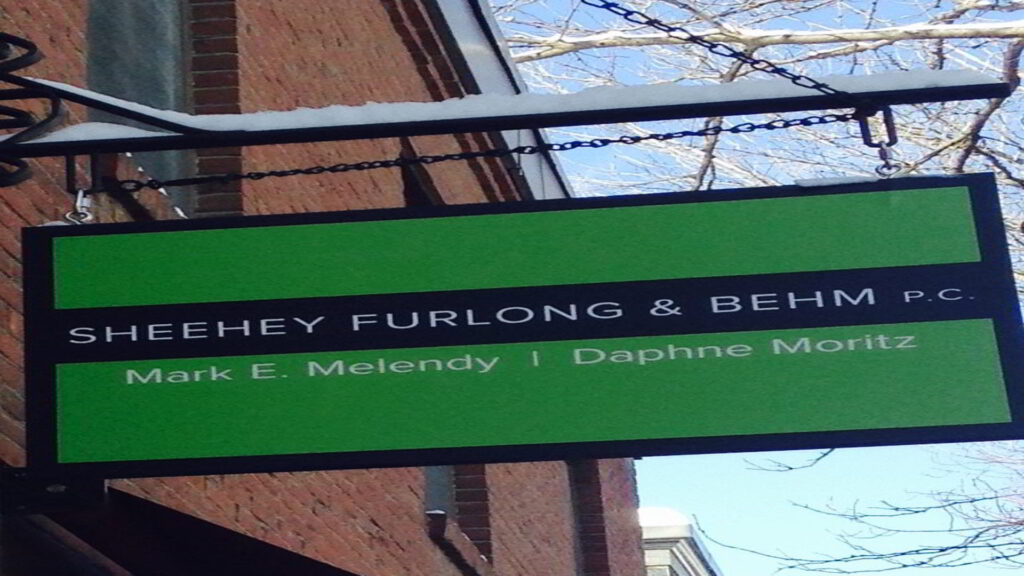 SHEEHEY FURLONG & BEHM P.C.
Mark E. Melendy | Daphne Moritz